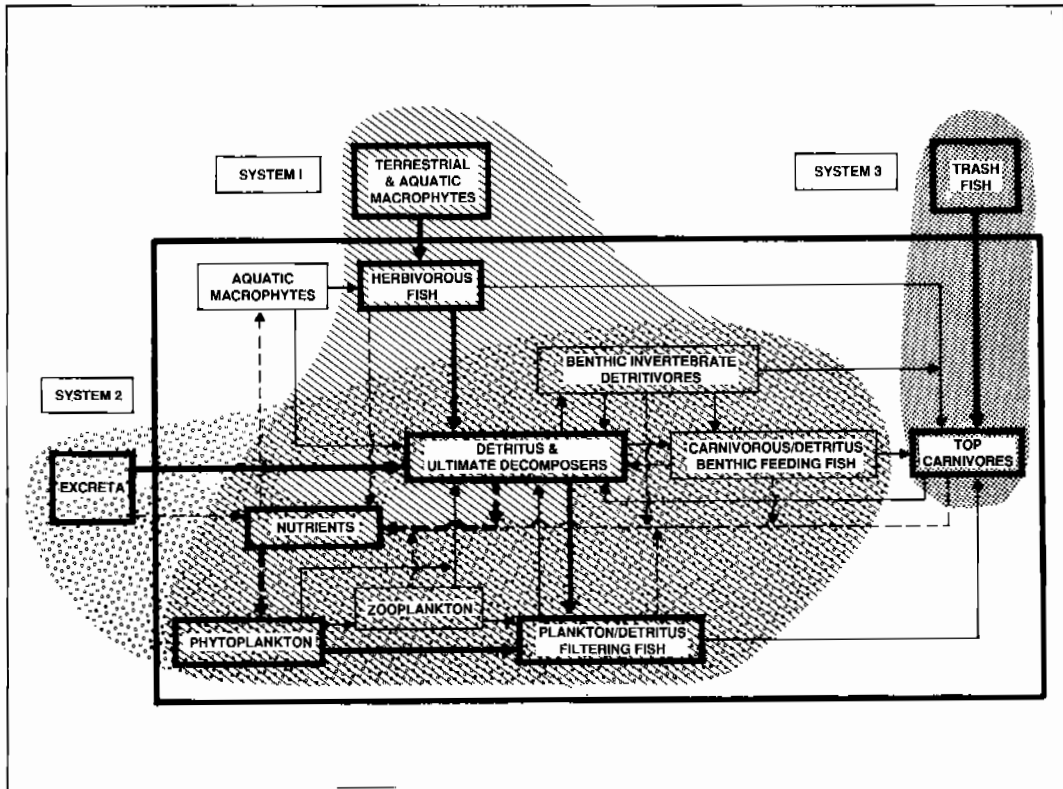 SYSTEM I
TERRESTRIAL
& AQUATIC
MACROPHYTES
SYSTEM 3
TRASH
FISH
AQUATIC
MACROPHYTES
HERBIVOROUS
FISH
BENTHIC INVERTEBRATE
DETRITIVORES
SYSTEM 2
DETRITUS &
ULTIMATE DECOMPOSERS
CARNIVOROUS/DETRITUS
BENTHIC FEEDING FISH
TOP
CARNIVORES
EXCRETA
NUTRIENTS
ZOOPLANKTON
PHYTOPLANKTON
PLANKTON/DETRITUS
FILTERING FISH